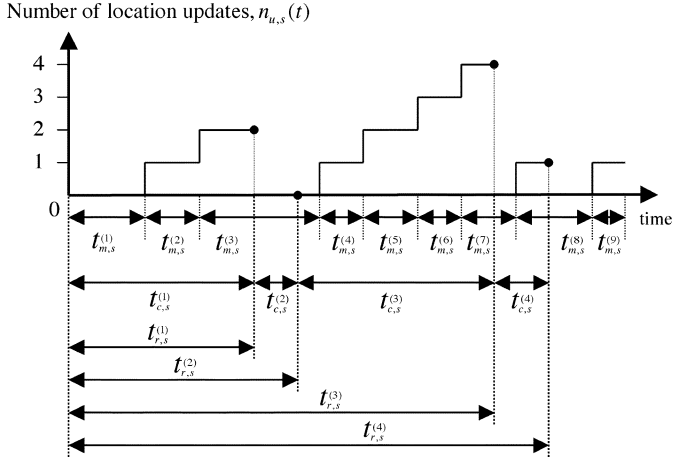 Number of location updates, n_{u,s}(t)
4
3
2
1
0
time
t_{m,s}^{(1)} t_{m,s}^{(2)} t_{m,s}^{(3)} t_{m,s}^{(4)} t_{m,s}^{(5)} t_{m,s}^{(6)} t_{m,s}^{(7)} t_{m,s}^{(8)} t_{m,s}^{(9)}
t_{c,s}^{(1)} t_{c,s}^{(2)} t_{c,s}^{(3)} t_{c,s}^{(4)}
t_{r,s}^{(1)}
t_{r,s}^{(2)}
t_{r,s}^{(3)}
t_{r,s}^{(4)}